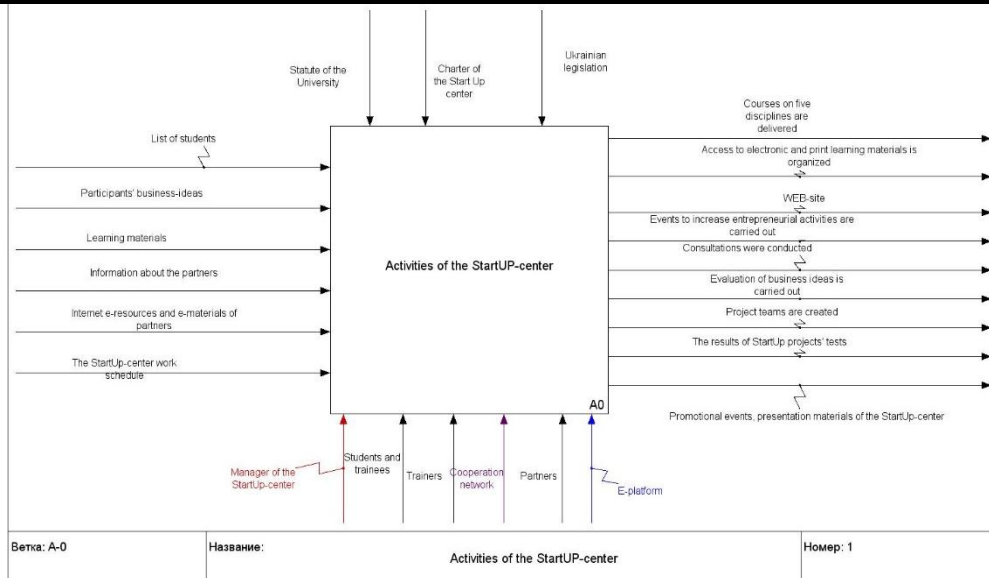 Statute of the
University
Charter of
the Start Up
center
Ukrainian
legislation
List of students
Participants' business-ideas
Learning materials
Information about the partners
Internet e-resources and e-materials of
partners
The StartUp-center work
schedule
Activities of the StartUP-center
A0
Courses on five
disciplines are
delivered
Access to electronic and print learning materials is
organized
WEB-site
Events to increase entrepreneurial activities are
carried out
Consultations were conducted
Evaluation of business ideas is
carried out
Project teams are created
The results of StartUp projects' tests
Promotional events, presentation materials of the StartUp-center
Manager of the
StartUp-center
Students and
trainees
Trainers
Cooperation
network
Partners
E-platform
Ветка: A-0
Название:
Activities of the StartUP-center
Номер: 1